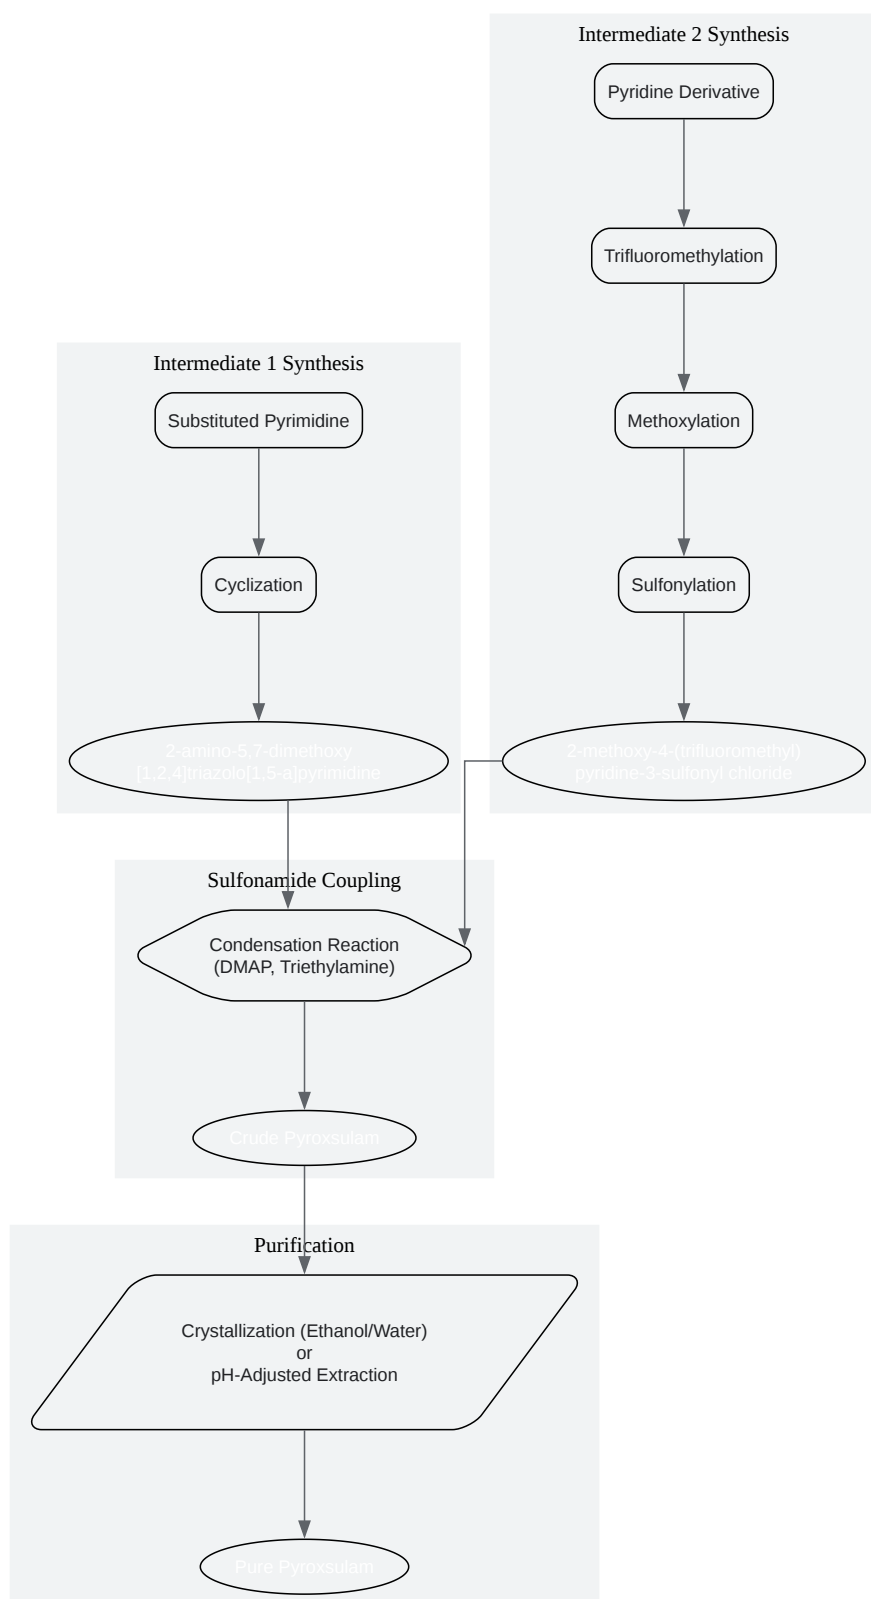 Intermediate 2 Synthesis
Pyridine Derivative
Trifluoromethylation
Intermediate 1 Synthesis
Substituted Pyrimidine
Methoxylation
Cyclization
Sulfonylation
2-amino-5,7-dimethoxy
[1,2,4]triazolo[1,5-a]pyrimidine
2-methoxy-4-(trifluoromethyl)
pyridine-3-sulfonyl chloride
Sulfonamide Coupling
Condensation Reaction
(DMAP, Triethylamine)
Crude Pyroxsulam
Purification
Crystallization (Ethanol/Water)
or
pH-Adjusted Extraction
Pure Pyroxsulam